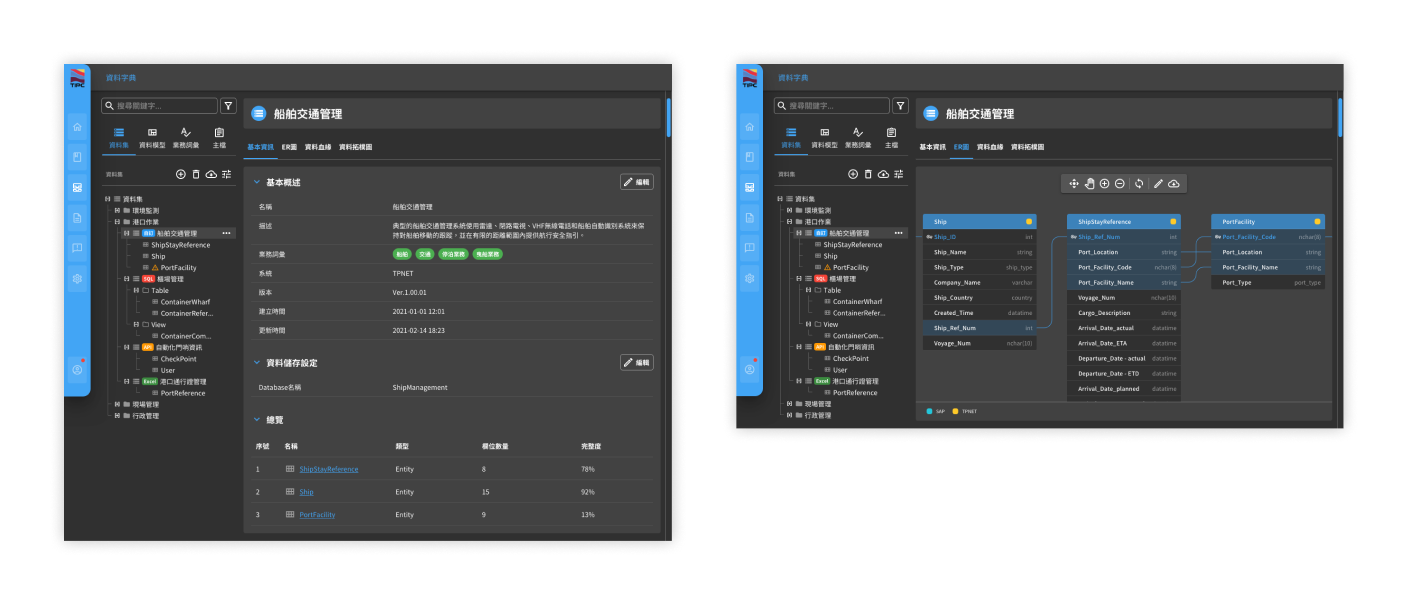 TIPC
資料字典
搜尋關鍵字...
資料集 資料模型 業務詞彙 主檔
資料集
資料集
環境監測
港口作業
自訂 船舶交通管理
ShipStayReference
Ship
PortFacility
SQL 櫃場管理
Table
ContainerWharf
ContainerRefer...
View
ContainerCom...
API 自動化門哨資訊
CheckPoint
User
Excel 港口通行證管理
PortReference
現場管理
行政管理
船舶交通管理
基本資訊 ER圖 資料血緣 資料拓樸圖
基本概述 編輯
名稱 船舶交通管理
描述 典型的船舶交通管理系統使用雷達、閉路電視、VHF無線電話和船舶自動識別系統來保
持對船舶移動的跟蹤，並在有限的距離範圍內提供航行安全指引。
業務詞彙 船舶 交通 停泊業務 曳船業務
系統 TPNET
版本 Ver.1.00.01
建立時間 2021-01-01 12:01
更新時間 2021-02-14 18:23
資料儲存設定 編輯
Database名稱 ShipManagement
總覽
序號 名稱 類型 欄位數量 完整度
1 ShipStayReference Entity 8 78%
2 Ship Entity 15 92%
3 PortFacility Entity 9 13%
TIPC
資料字典
搜尋關鍵字...
資料集 資料模型 業務詞彙 主檔
資料集
資料集
環境監測
港口作業
自訂 船舶交通管理
ShipStayReference
Ship
PortFacility
SQL 櫃場管理
Table
ContainerWharf
ContainerRefer...
View
ContainerCom...
API 自動化門哨資訊
CheckPoint
User
Excel 港口通行證管理
PortReference
現場管理
行政管理
船舶交通管理
基本資訊 ER圖 資料血緣 資料拓樸圖
Ship
Ship_ID int
Ship_Name string
Ship_Type ship_type
Company_Name varchar
Ship_Country country
Created_Time datatime
Ship_Ref_Num int
Voyage_Num nchar(10)
ShipStayReference
Ship_Ref_Num int
Port_Location string
Port_Facility_Code nchar(8)
Port_Facility_Name string
Voyage_Num nchar(10)
Cargo_Description string
Arrival_Date_actual datatime
Arrival_Date_ETA datatime
Departure_Date - actual datatime
Departure_Date - ETD datatime
Arrival_Date_planned datatime
PortFacility
Port_Facility_Code nchar(8)
Port_Location string
Port_Facility_Name string
Port_Type port_type
SAP TPNET